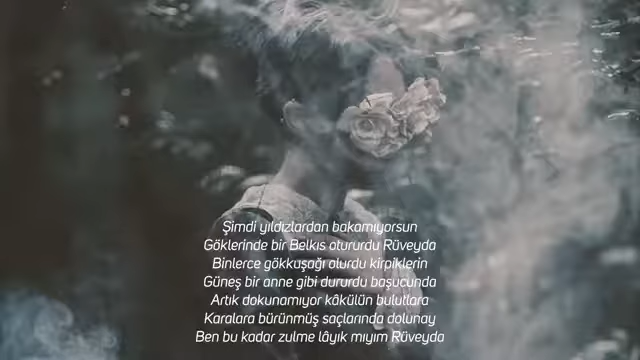 Şimdi yıldızlardan bakamıyorsun
Göklerinde bir Belkıs otururdu Rüveyda
Binlerce gökkuşağı olurdu kirpiklerin
Güneş bir anne gibi dururdu başucunda
Artık dokunamıyor kâkülün bulutlara
Karalara bürünmüş saçlarında dolunay
Ben bu kadar zulme lâyık mıyım Rüveyda